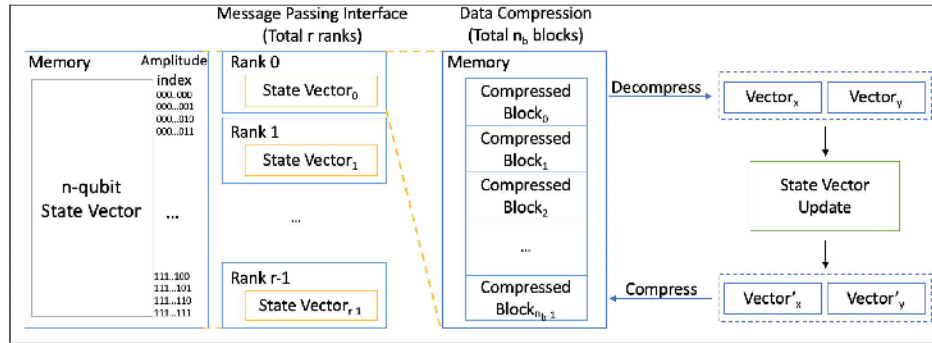 Message Passing Interface
(Total r ranks)
Data Compression
(Total n_b blocks)
Memory
Amplitude
index
000..000
000...001
000...010
000...011
n-qubit
State Vector
...
111..100
111...101
111...110
111...111
Rank 0
State Vector_0
Rank 1
State Vector_1
...
Rank r-1
State Vector_r-1
Memory
Compressed
Block_0
Compressed
Block_1
Compressed
Block_2
...
Compressed
Block_n_b-1
Decompress
Vector_x
Vector_y
State Vector
Update
Compress
Vector'_x
Vector'_y